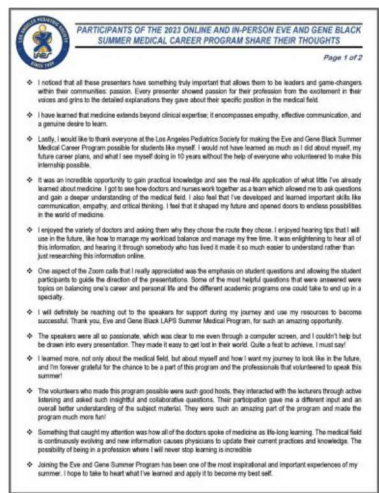 LOS ANGELES PEDIATRIC SOCIETY
SINCE 1934
PARTICIPANTS OF THE 2023 ONLINE AND IN-PERSON EVE AND GENE BLACK
SUMMER MEDICAL CAREER PROGRAM SHARE THEIR THOUGHTS
Page 1 of 2
❖ I noticed that all these presenters have something truly important that allows them to be leaders and game-changers
within their communities: passion. Every presenter showed passion for their profession from the excitement in their
voices and grins to the detailed explanations they gave about their specific position in the medical field.
❖ I have learned that medicine extends beyond clinical expertise; it encompasses empathy, effective communication, and
a genuine desire to learn.
❖ Lastly, I would like to thank everyone at the Los Angeles Pediatrics Society for making the Eve and Gene Black Summer
Medical Career Program possible for students like myself. I would not have learned as much as I did about myself, my
future career plans, and what I see myself doing in 10 years without the help of everyone who volunteered to make this
internship possible.
❖ It was an incredible opportunity to gain practical knowledge and see the real-life application of what little I've already
learned about medicine. I got to see how doctors and nurses work together as a team which allowed me to ask questions
and gain a deeper understanding of the medical field. I also feel that I've developed and learned important skills like
communication, empathy, and critical thinking. I feel that it shaped my future and opened doors to endless possibilities
in the world of medicine.
❖ I enjoyed the variety of doctors and asking them why they chose the route they chose. I enjoyed hearing tips that I will
use in the future, like how to manage my workload balance and manage my free time. It was enlightening to hear all of
this information, and hearing it through somebody who has lived it made it so much easier to understand rather than
just researching this information online.
❖ One aspect of the Zoom calls that I really appreciated was the emphasis on student questions and allowing the student
participants to guide the direction of the presentations. Some of the most helpful questions that were answered were
topics on balancing one's career and personal life and the different academic programs one could take to end up in a
specialty.
❖ I will definitely be reaching out to the speakers for support during my journey and use my resources to become
successful. Thank you, Eve and Gene Black LAPS Summer Medical Program, for such an amazing opportunity.
❖ The speakers were all so passionate, which was clear to me even through a computer screen, and I couldn't help but
be drawn into every presentation. They made it easy to get lost in their world. Quite a feat to achieve, I must say!
❖ I learned more, not only about the medical field, but about myself and how I want my journey to look like in the future,
and I'm forever grateful for the chance to be a part of this program and the professionals that volunteered to speak this
summer!
❖ The volunteers who made this program possible were such good hosts, they interacted with the lecturers through active
listening and asked such insightful and collaborative questions. Their participation gave me a different input and an
overall better understanding of the subject material. They were such an amazing part of the program and made the
program much more fun!
❖ Something that caught my attention was how all of the doctors spoke of medicine as life-long learning. The medical field
is continuously evolving and new information causes physicians to update their current practices and knowledge. The
possibility of being in a profession where I will never stop learning is incredible
❖ Joining the Eve and Gene Summer Program has been one of the most inspirational and important experiences of my
summer. I hope to take to heart what I've learned and apply it to become my best self.